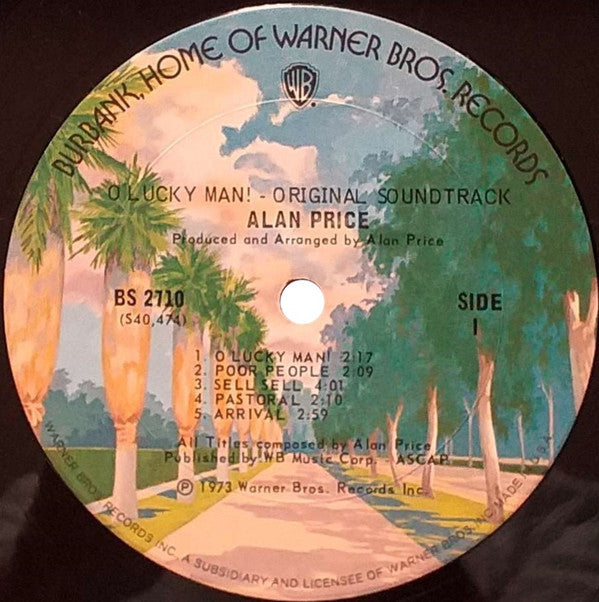 BURBANK, HOME OF WARNER BROS. RECORDS
WB
O LUCKY MAN! - ORIGINAL SOUNDTRACK
ALAN PRICE
Produced and Arranged by Alan Price
BS 2710
(S40,474)
SIDE
1
1. O LUCKY MAN! 2:17
2. POOR PEOPLE 2:09
3. SELL SELL 4:01
4. PASTORAL 2:10
5. ARRIVAL 2:59
All Titles composed by Alan Price
Published by WB Music Corp. ASCAP
℗ 1973 Warner Bros. Records Inc.
WARNER BROS. RECORDS INC., A SUBSIDIARY AND LICENSEE OF WARNER BROS. INC. MADE IN U.S.A.